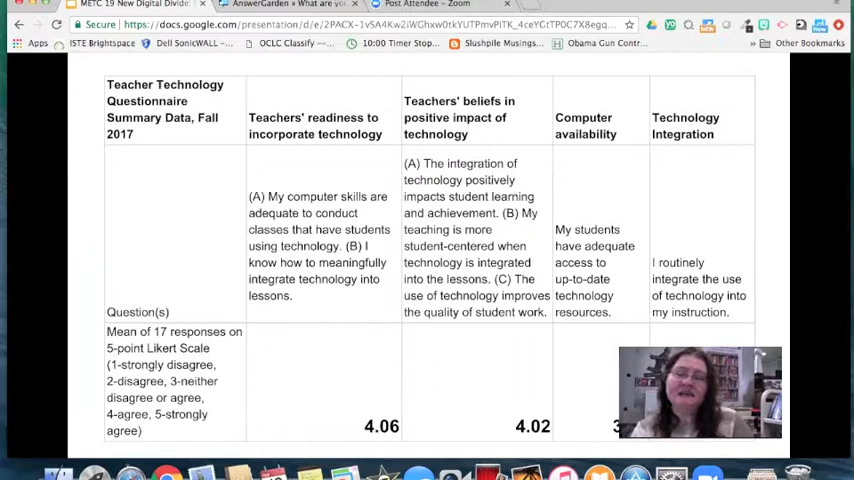 METC 19 New Digital Divide:
AnswerGarden » What are you
Post Attendee - Zoom
Secure
https://docs.google.com/presentation/d/e/2PACX-1vSA4Kw2iWGhxw0tkYUTPmvPiTK_4ceYGtTP0C7X8gegq...
Apps
ISTE Bridgespace
Dell SonicWALL -
OCLC Classify --
10:00 Timer Stop...
Slushpile Musings...
Obama Gun Contr...
Other Bookmarks
Teacher Technology
Questionnaire
Summary Data, Fall
2017
Teachers' readiness to
incorporate technology
Teachers' beliefs in
positive impact of
technology
Computer
availability
Technology
Integration
Question(s)
(A) My computer skills are
adequate to conduct
classes that have students
using technology. (B) I
know how to meaningfully
integrate technology into
lessons.
(A) The integration of
technology positively
impacts student learning
and achievement. (B) My
teaching is more
student-centered when
technology is integrated
into the lessons. (C) The
use of technology improves
the quality of student work.
My students
have adequate
access to
up-to-date
technology
resources.
I routinely
integrate the use
of technology into
my instruction.
Mean of 17 responses on
5-point Likert Scale
(1-strongly disagree,
2-disagree, 3-neither
disagree or agree,
4-agree, 5-strongly
agree)
4.06
4.02